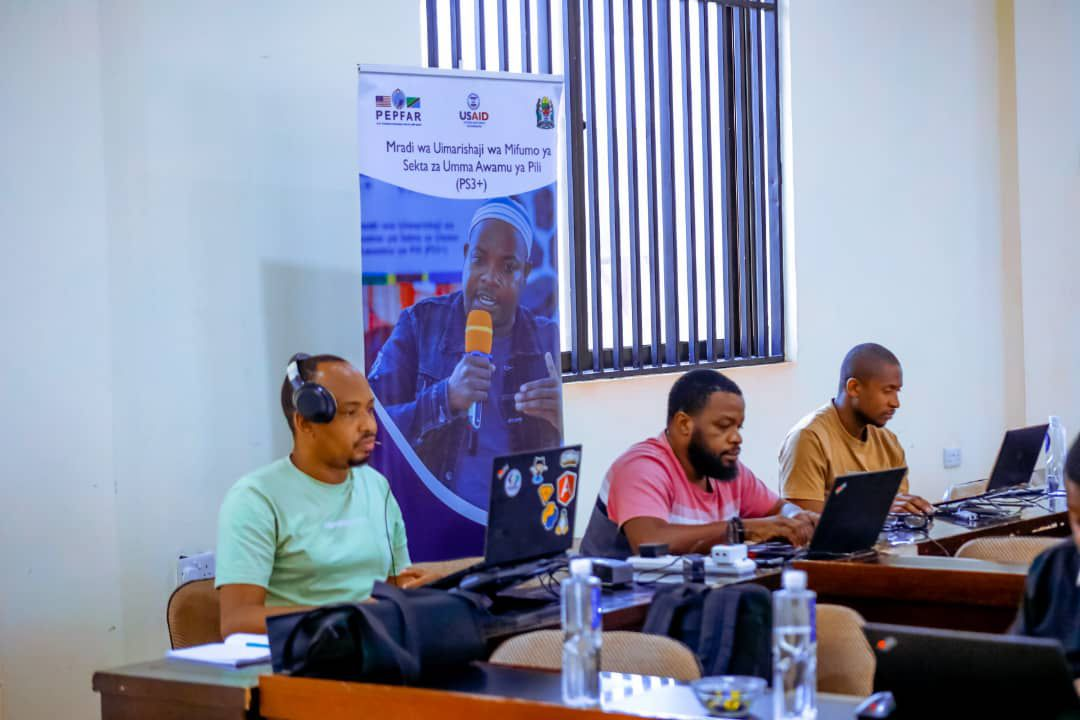 PEPFAR
USAID
Mradi wa Uimarishaji wa Mifumo ya
Sekta za Umma Awamu ya Pili
(PS3+)